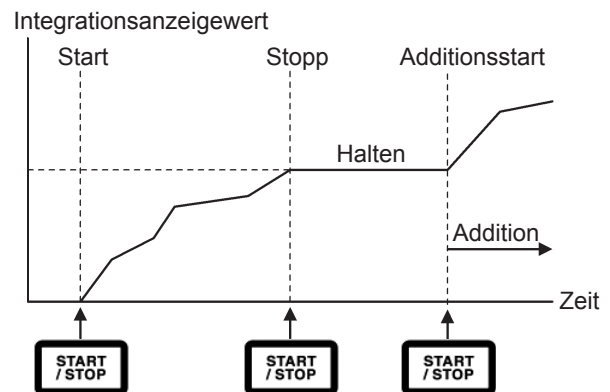 Integrationsanzeigewert
Start
Stopp
Additionsstart
Halten
Addition
Zeit
START
/ STOP
START
/ STOP
START
/ STOP